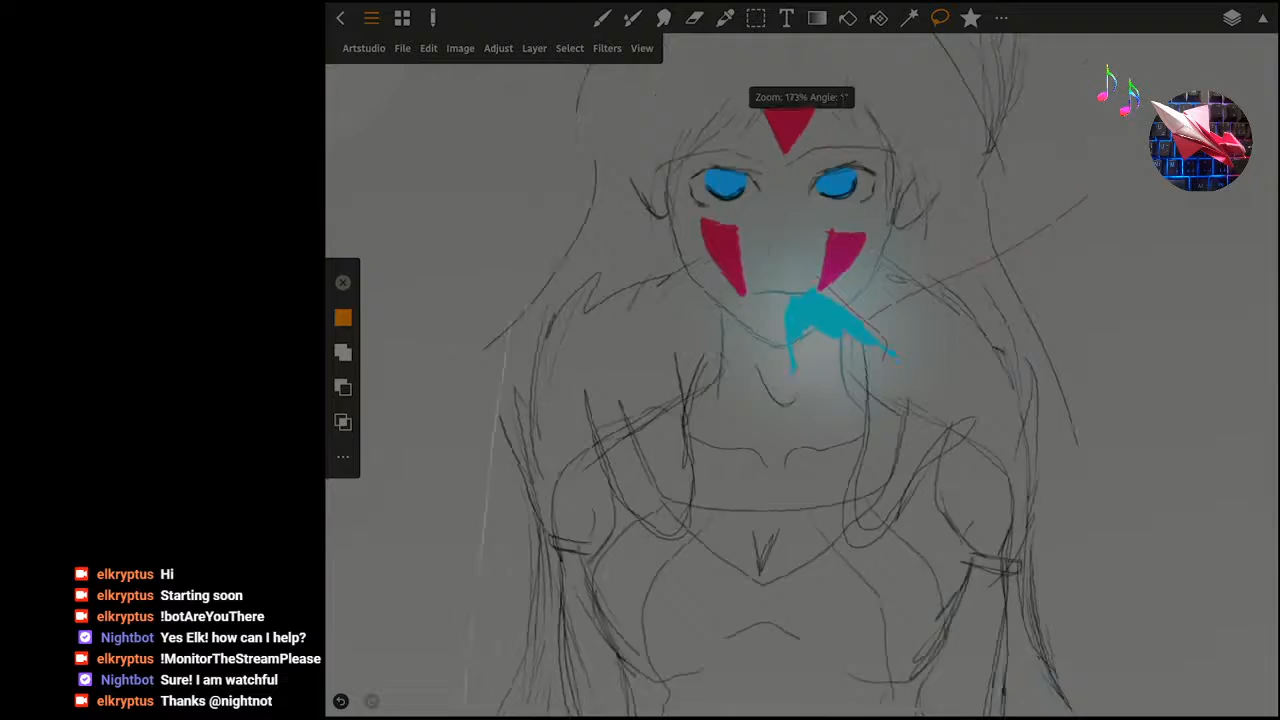 Artstudio File Edit Image Adjust Layer Select Filters View
Zoom: 173% Angle: 1°
elkryptus Hi
elkryptus Starting soon
elkryptus !botAreYouThere
Nightbot Yes Elk! how can I help?
elkryptus !MonitorTheStreamPlease
Nightbot Sure! I am watchful
elkryptus Thanks @nightnot